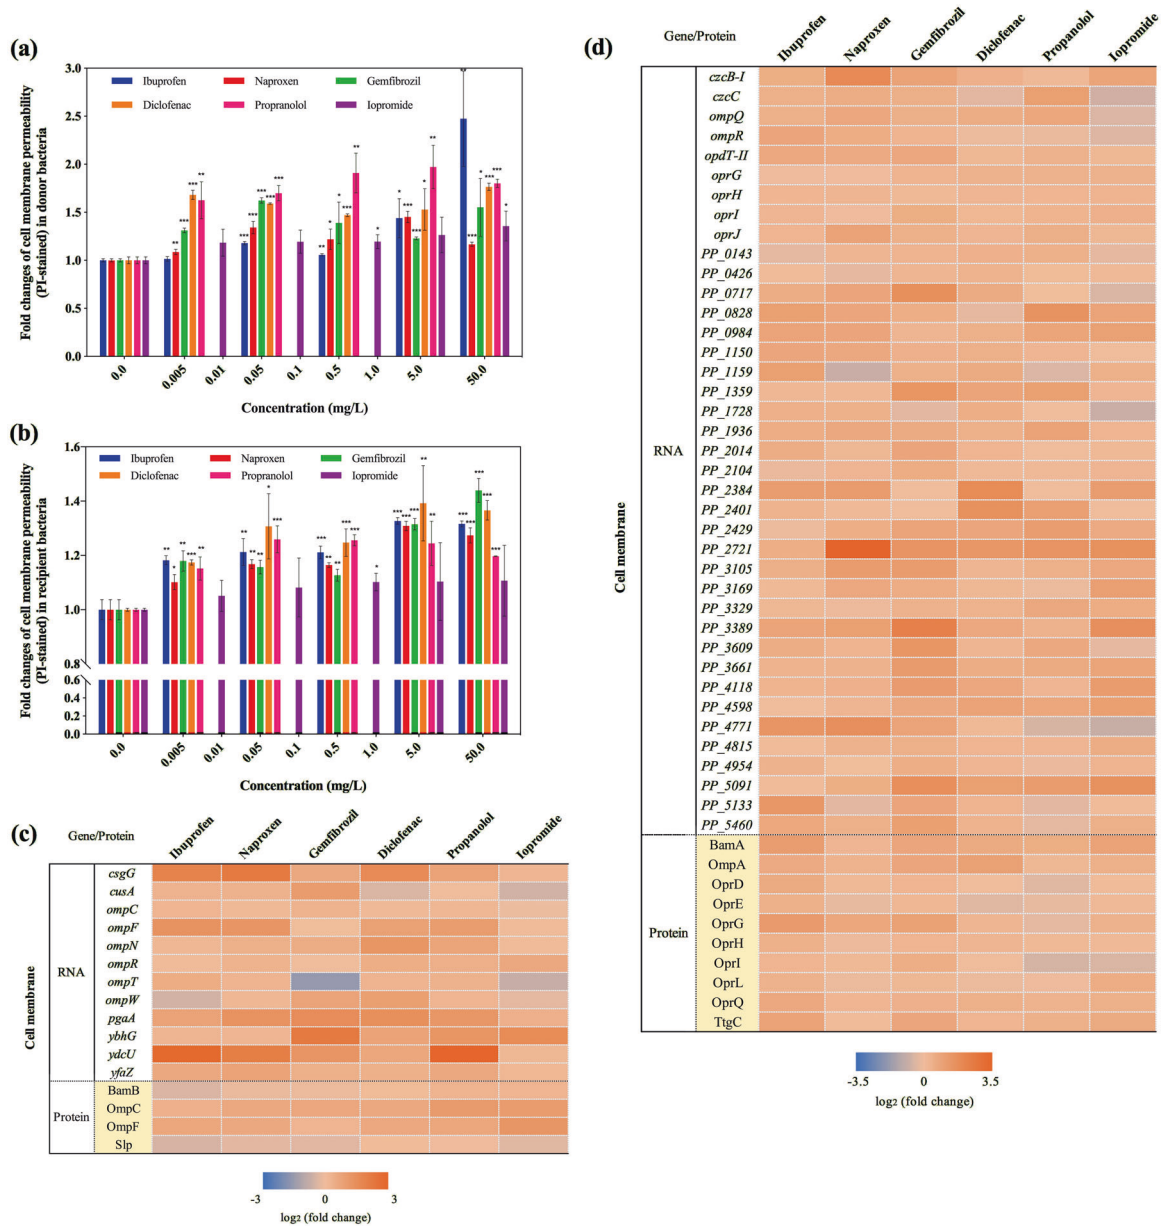 (a)
Fold changes of cell membrane permeability
(PI-stained) in donor bacteria
3.0
2.5
2.0
1.5
1.0
0.5
0.0
Ibuprofen
Naproxen
Gemfibrozil
Diclofenac
Propranolol
Iopromide
** *** *** **
*** *** *** *** ***
** * * *** ** *
* *** *** * **
** *** * *** *** *
0.0 0.005 0.01 0.05 0.1 0.5 1.0 5.0 50.0
Concentration (mg/L)
(b)
Fold changes of cell membrane permeability
(PI-stained) in recipient bacteria
1.6
1.4
1.2
1.0
0.8
0.6
0.4
0.2
0.0
Ibuprofen
Naproxen
Gemfibrozil
Diclofenac
Propranolol
Iopromide
** * ** *** **
** ** ** * ***
*** ** ** *** *** *
*** *** *** ** **
*** *** *** *** ***
0.0 0.005 0.01 0.05 0.1 0.5 1.0 5.0 50.0
Concentration (mg/L)
(c)
Gene/Protein Ibuprofen Naproxen Gemfibrozil Diclofenac Propanolol Iopromide
Cell membrane
RNA
csgG
cusA
ompC
ompF
ompN
ompR
ompT
ompW
pgaA
ybhG
ydcU
yfaZ
Protein
BamB
OmpC
OmpF
Slp
-3 0 3
log2 (fold change)
(d)
Gene/Protein Ibuprofen Naproxen Gemfibrozil Diclofenac Propanolol Iopromide
Cell membrane
RNA
czcB-I
czcC
ompQ
ompR
opdT-II
oprG
oprH
oprI
oprJ
PP_0143
PP_0426
PP_0717
PP_0828
PP_0984
PP_1150
PP_1159
PP_1359
PP_1728
PP_1936
PP_2014
PP_2104
PP_2384
PP_2401
PP_2429
PP_2721
PP_3105
PP_3169
PP_3329
PP_3389
PP_3609
PP_3661
PP_4118
PP_4598
PP_4771
PP_4815
PP_4954
PP_5091
PP_5133
PP_5460
Protein
BamA
OmpA
OprD
OprE
OprG
OprH
OprI
OprL
OprQ
TtgC
-3.5 0 3.5
log2 (fold change)